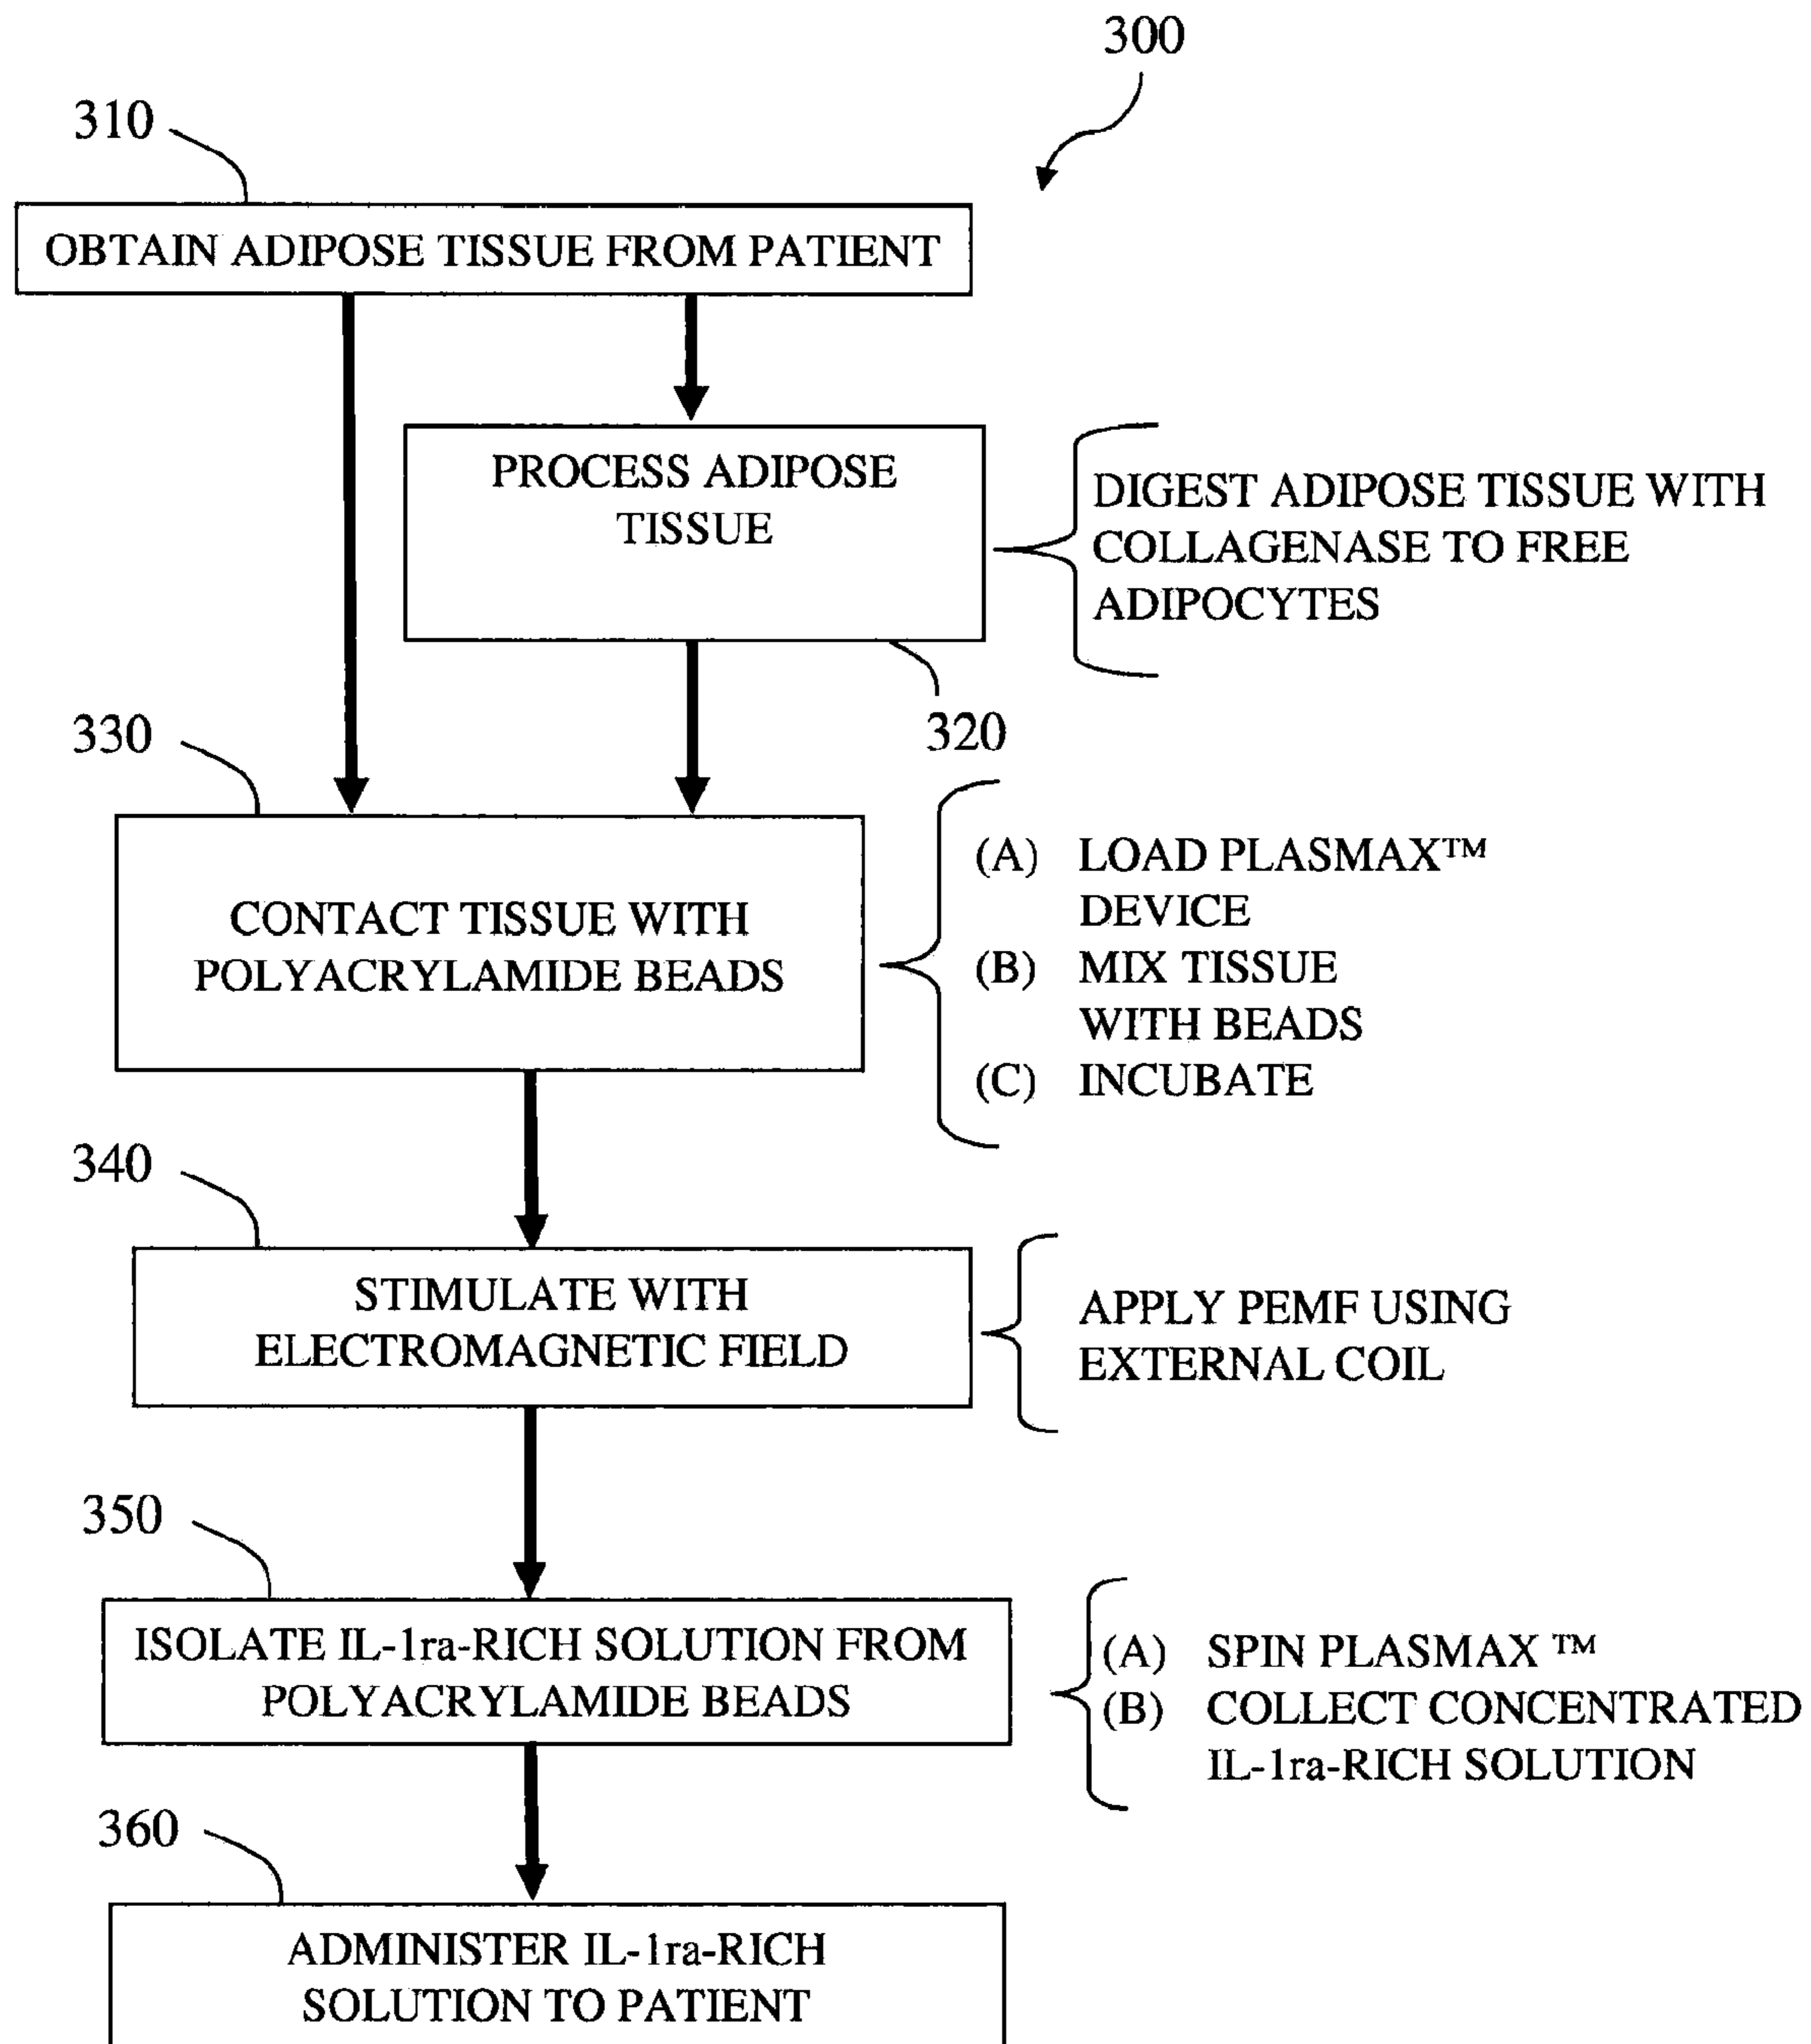 300
310
OBTAIN ADIPOSE TISSUE FROM PATIENT
PROCESS ADIPOSE
TISSUE
DIGEST ADIPOSE TISSUE WITH
COLLAGENASE TO FREE
ADIPOCYTES
320
330
CONTACT TISSUE WITH
POLYACRYLAMIDE BEADS
(A) LOAD PLASMAX™
DEVICE
(B) MIX TISSUE
WITH BEADS
(C) INCUBATE
340
STIMULATE WITH
ELECTROMAGNETIC FIELD
APPLY PEMF USING
EXTERNAL COIL
350
ISOLATE IL-1ra-RICH SOLUTION FROM
POLYACRYLAMIDE BEADS
(A) SPIN PLASMAX ™
(B) COLLECT CONCENTRATED
IL-1ra-RICH SOLUTION
360
ADMINISTER IL-1ra-RICH
SOLUTION TO PATIENT